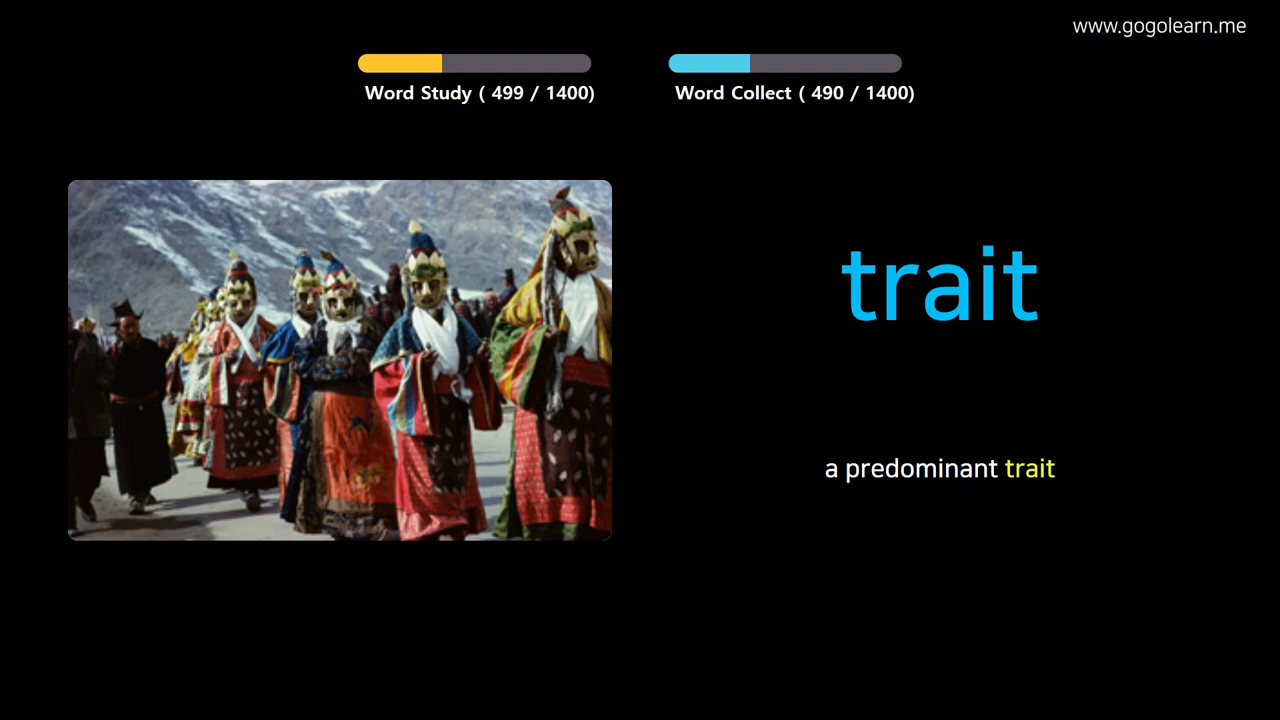 www.gogolearn.me
Word Study ( 499 / 1400)
Word Collect ( 490 / 1400)
trait
a predominant trait